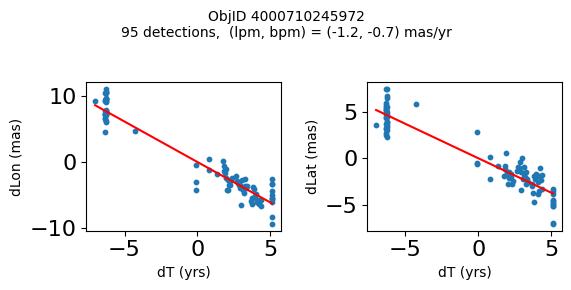 ObjID 4000710245972
95 detections,  (lpm, bpm) = (-1.2, -0.7) mas/yr
dLon (mas)
10
0
−10
−5
0
5
dT (yrs)
dLat (mas)
5
0
−5
−5
0
5
dT (yrs)